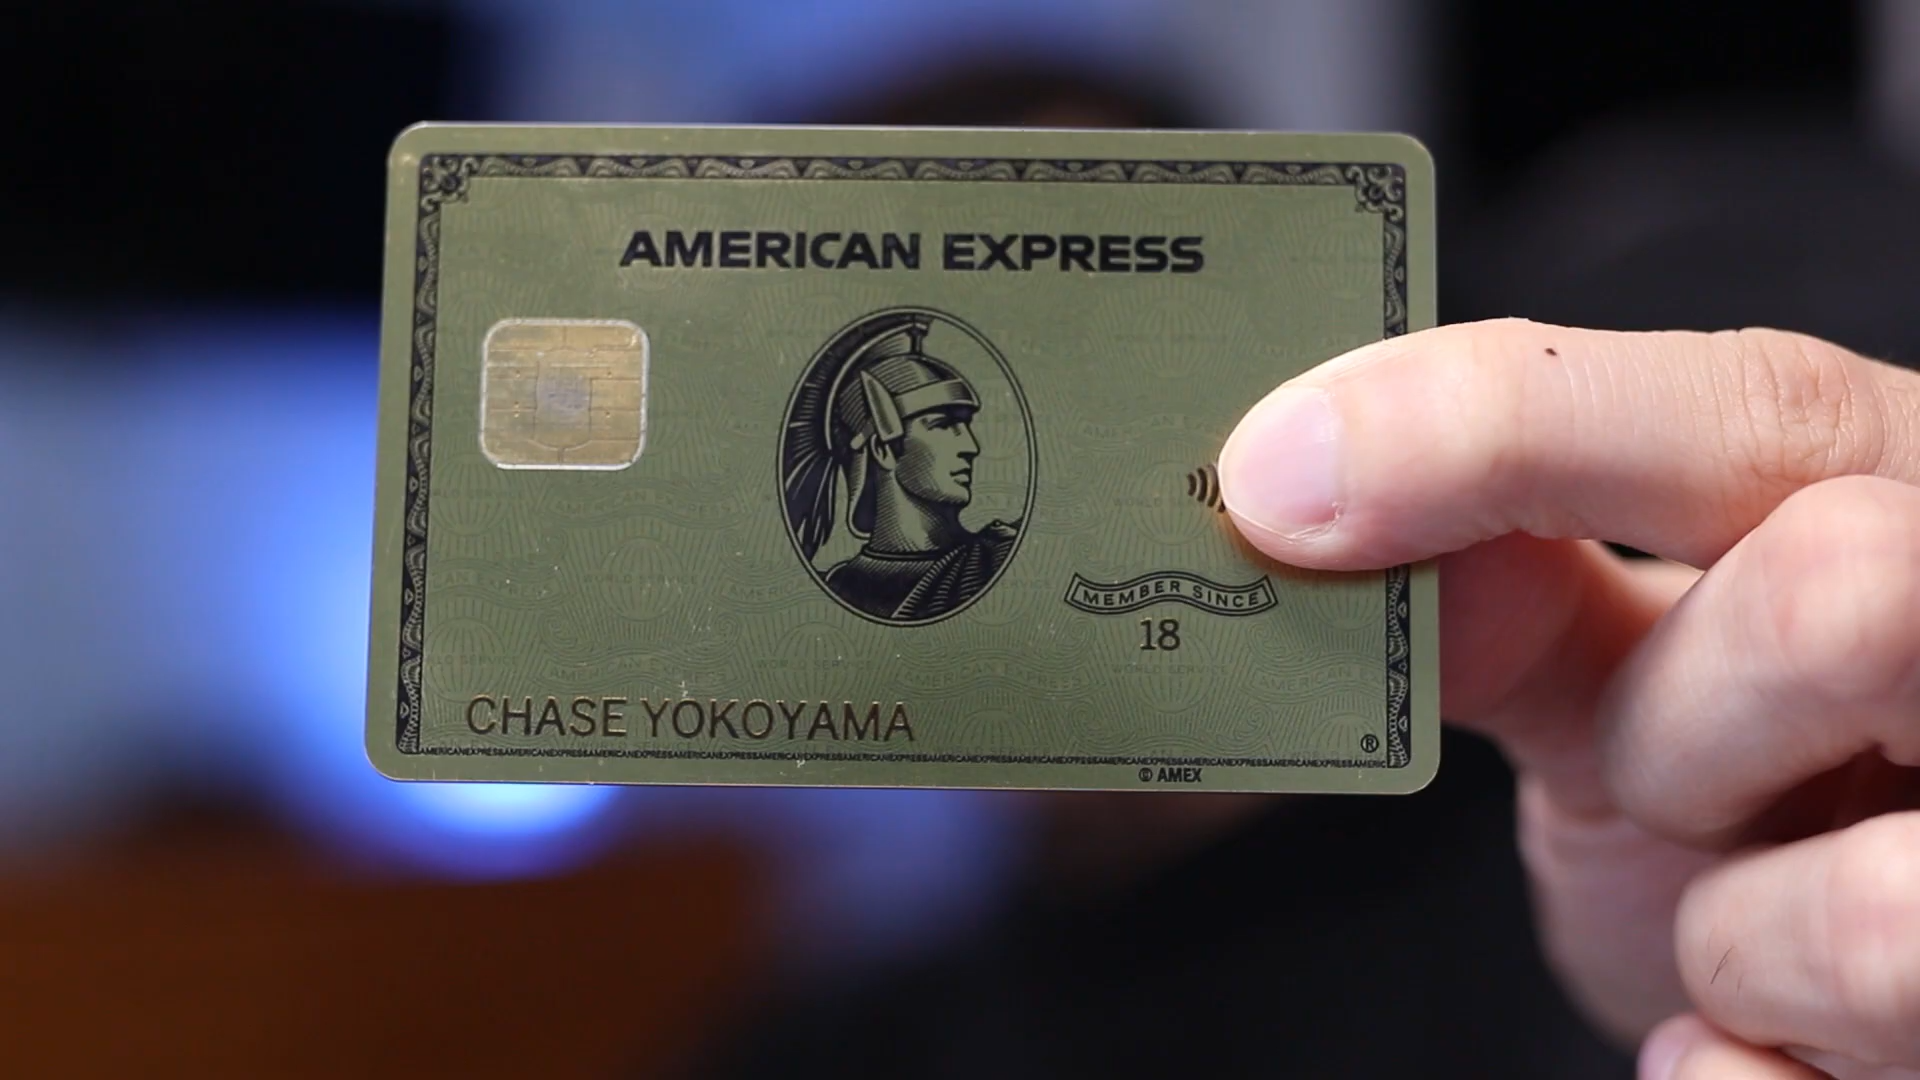 AMERICAN EXPRESS
MEMBER SINCE
18
CHASE YOKOYAMA
®
© AMEX